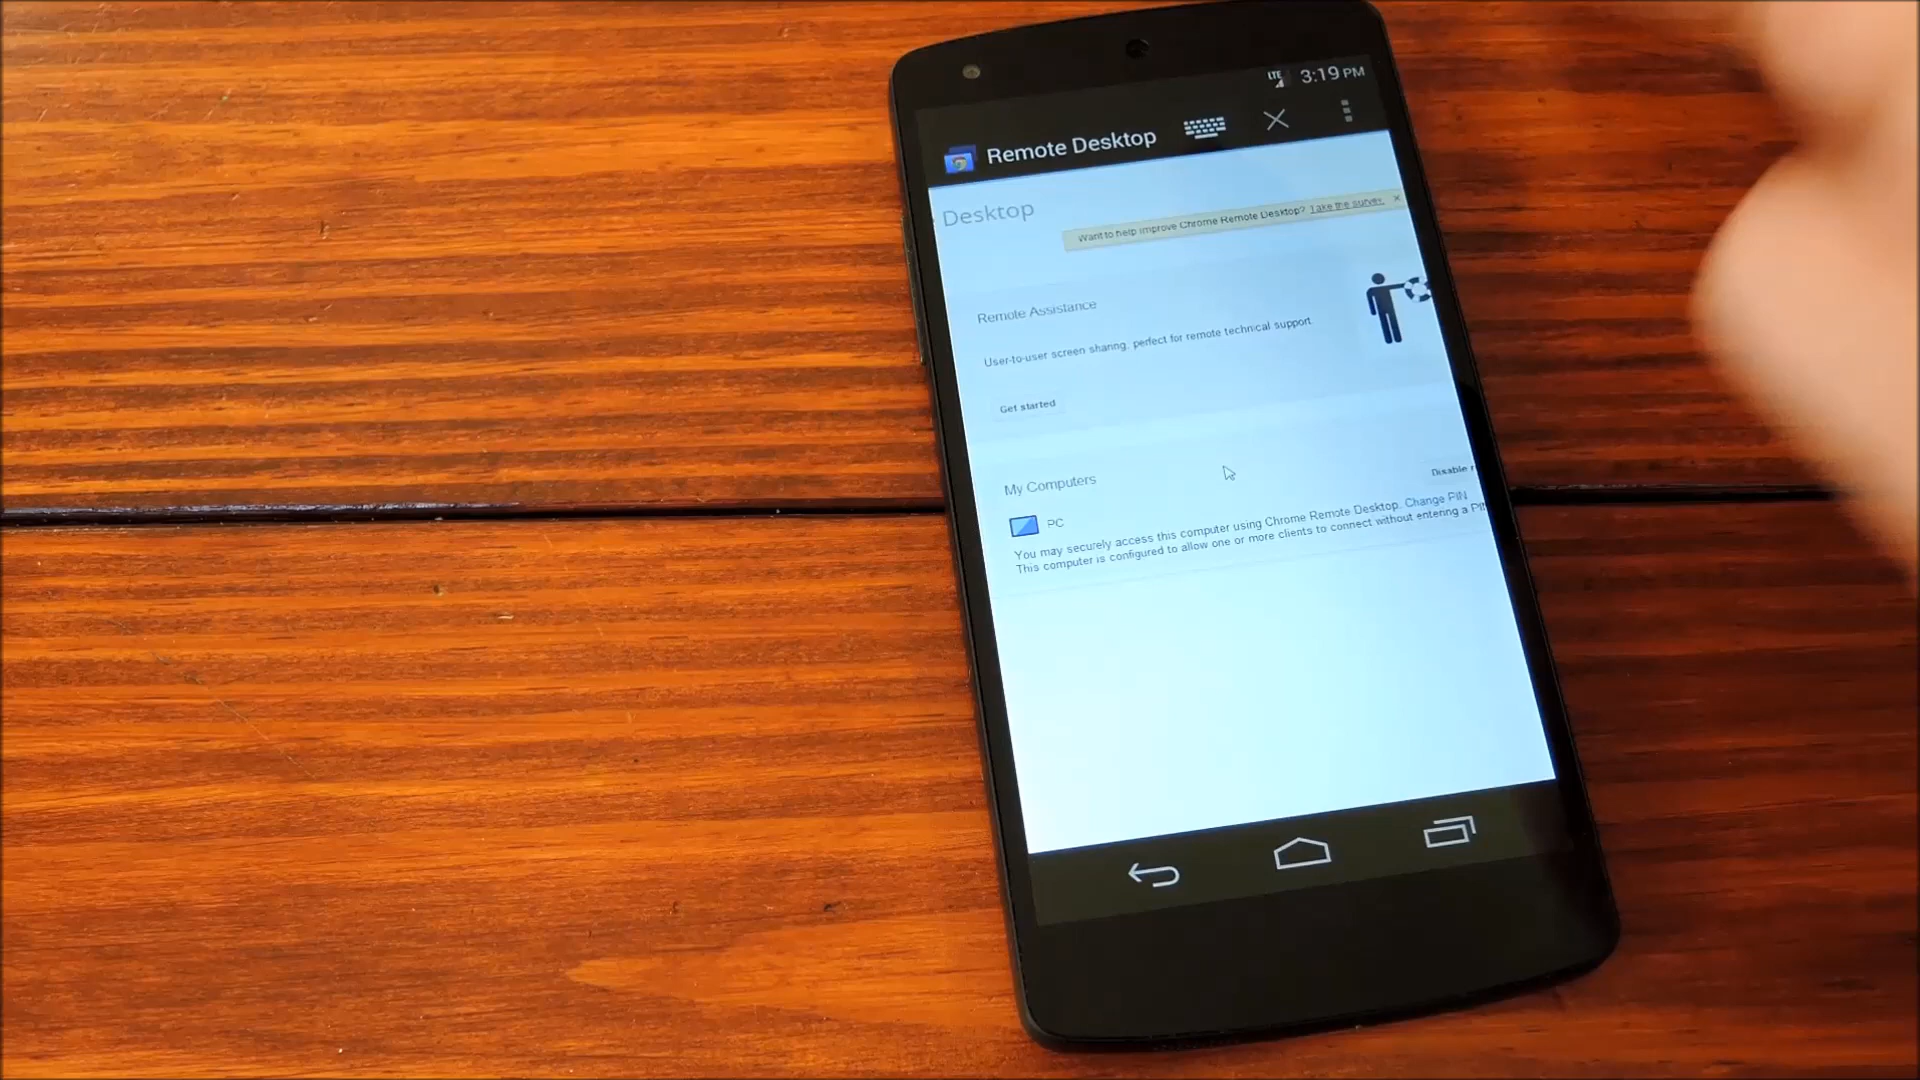 LTE 3:19 PM
Remote Desktop
Desktop
Want to help improve Chrome Remote Desktop? Take the survey.
Remote Assistance
User-to-user screen sharing, perfect for remote technical support.
Get started
My Computers
Disable
PC
You may securely access this computer using Chrome Remote Desktop. Change PIN
This computer is configured to allow one or more clients to connect without entering a PIN